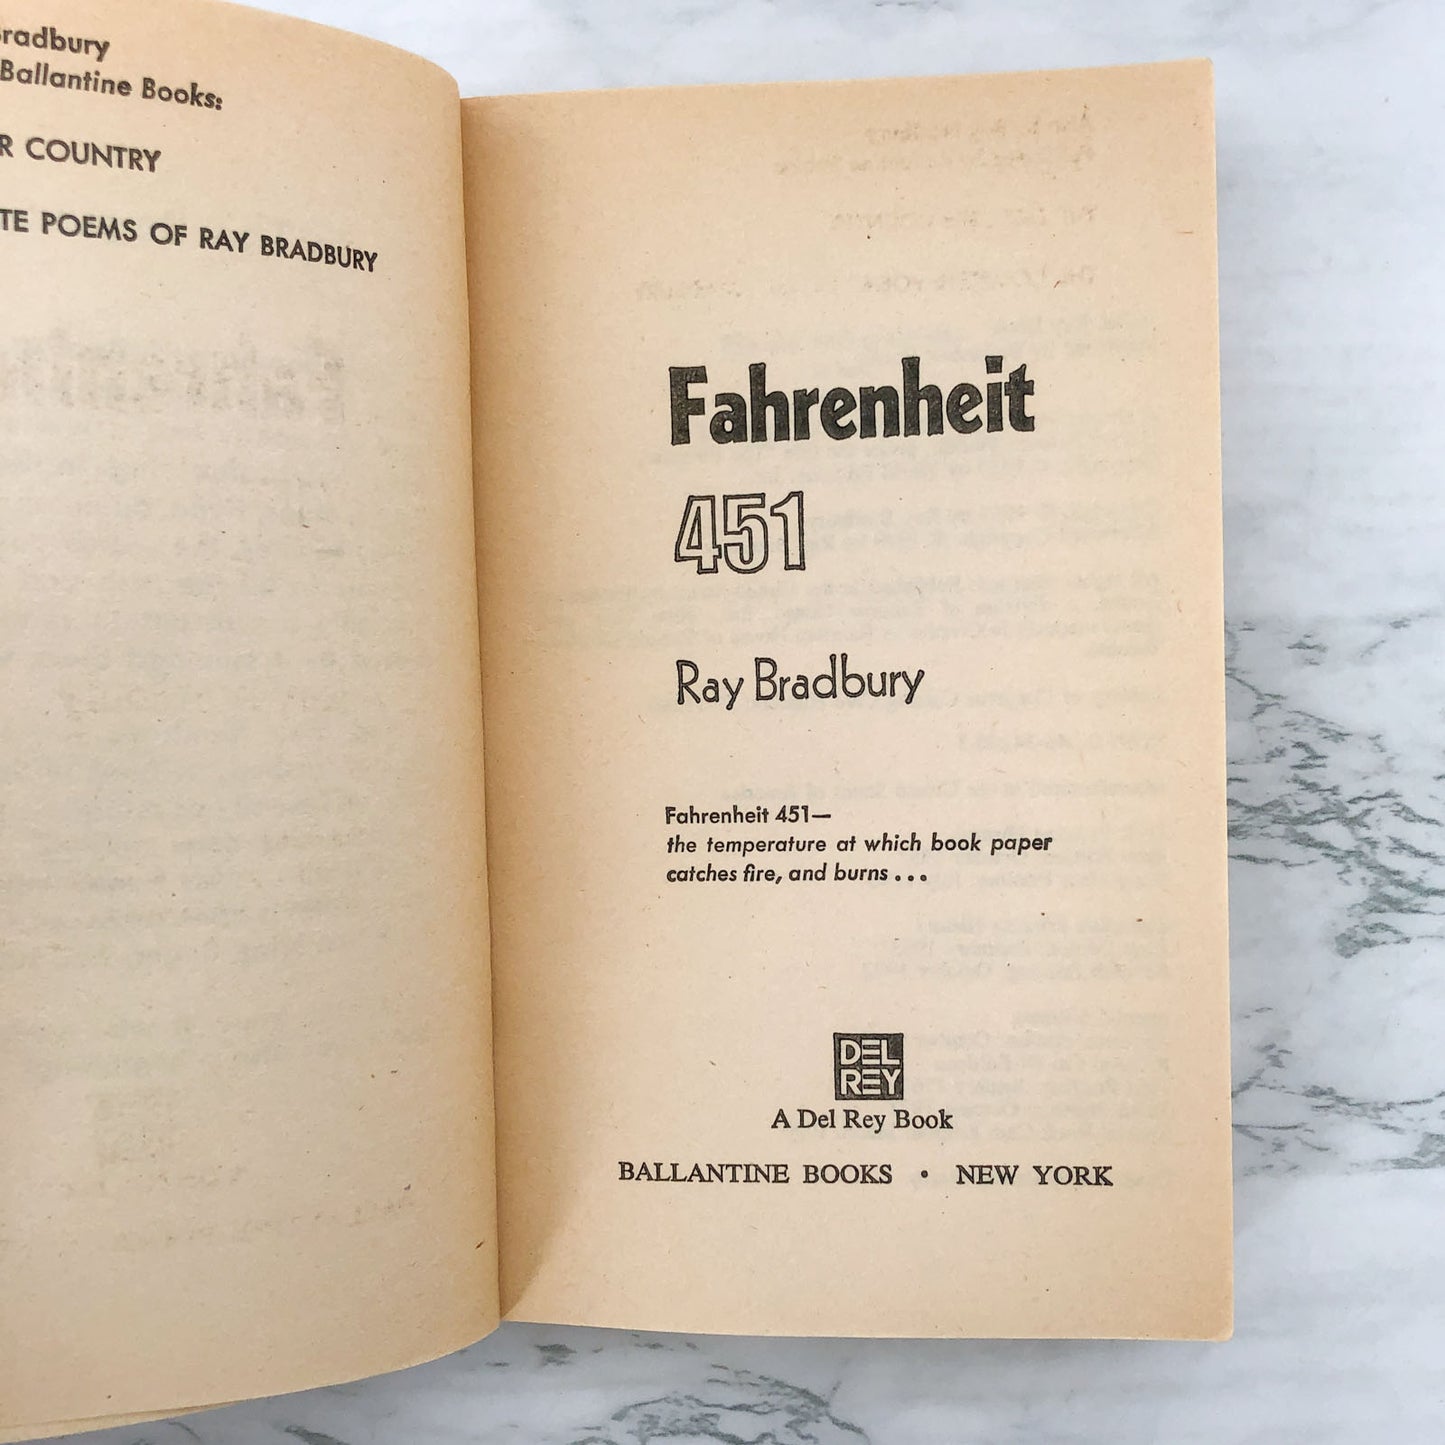 Bradbury
Ballantine Books:
R COUNTRY
TE POEMS OF RAY BRADBURY
Fahrenheit
451
Ray Bradbury
Fahrenheit 451—
the temperature at which book paper
catches fire, and burns . . .
DEL
REY
A Del Rey Book
BALLANTINE BOOKS • NEW YORK